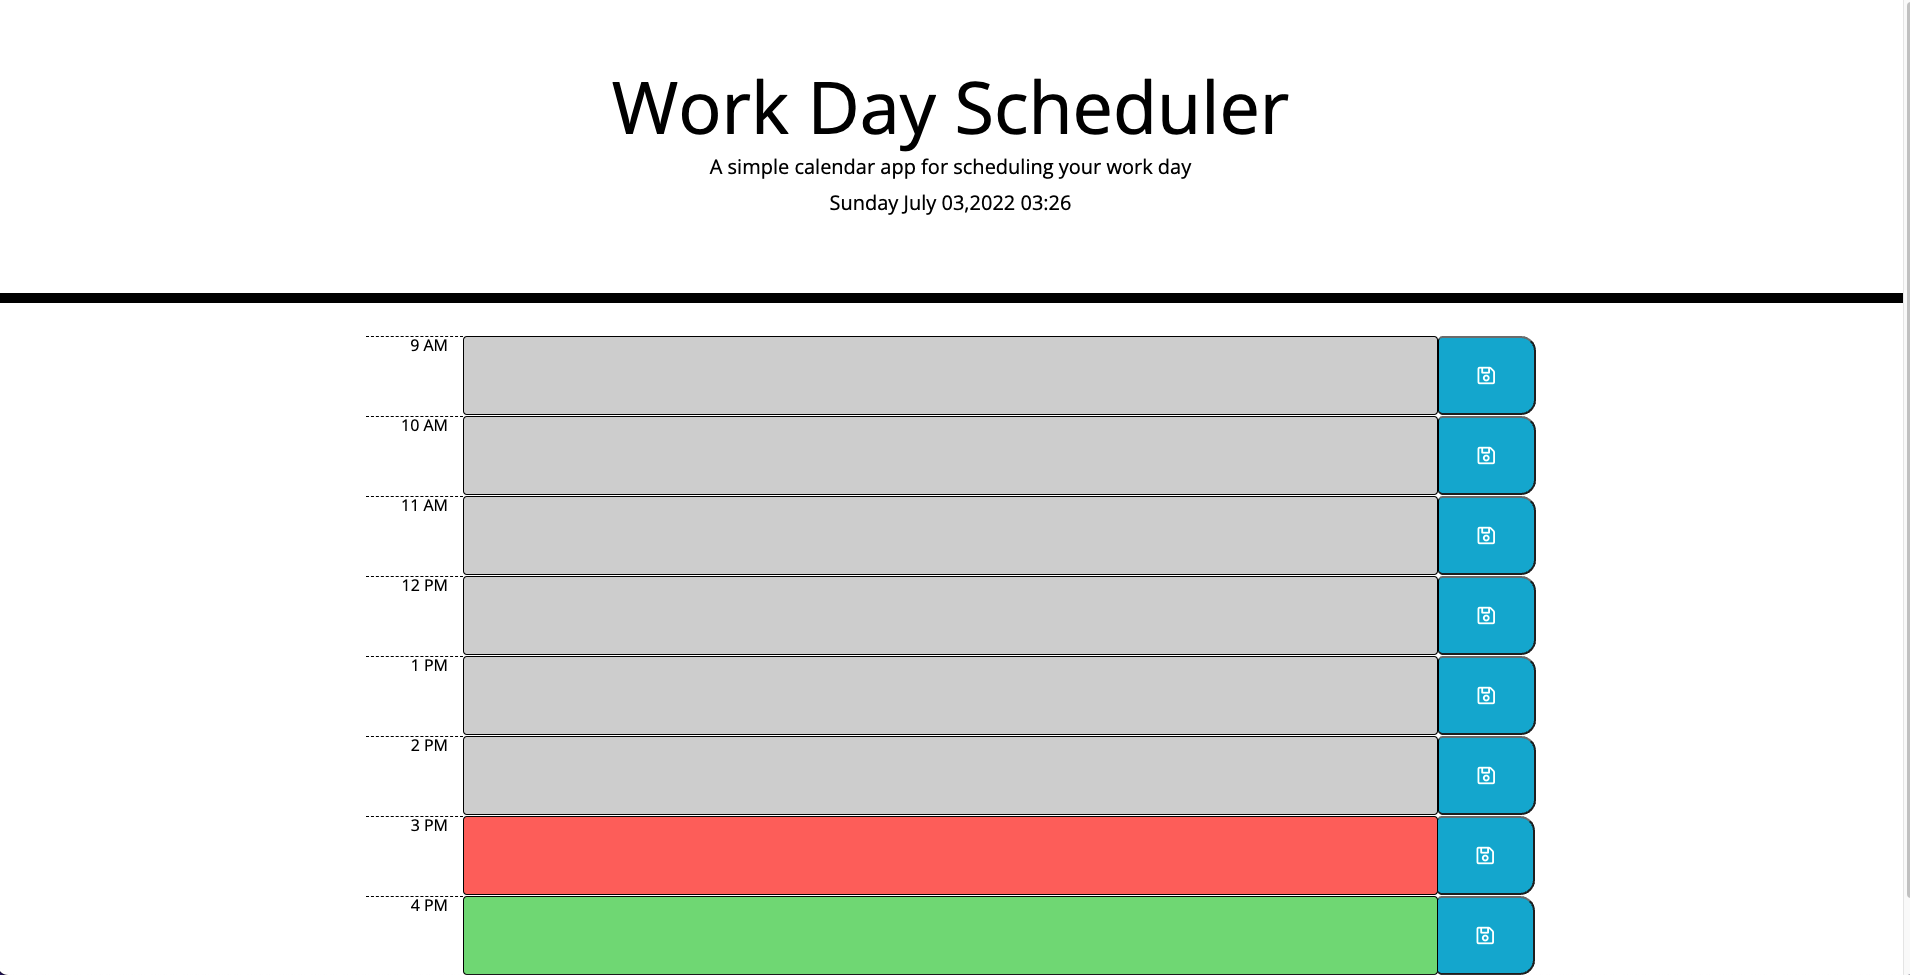 Work Day Scheduler
A simple calendar app for scheduling your work day
Sunday July 03,2022 03:26
9 AM
10 AM
11 AM
12 PM
1 PM
2 PM
3 PM
4 PM